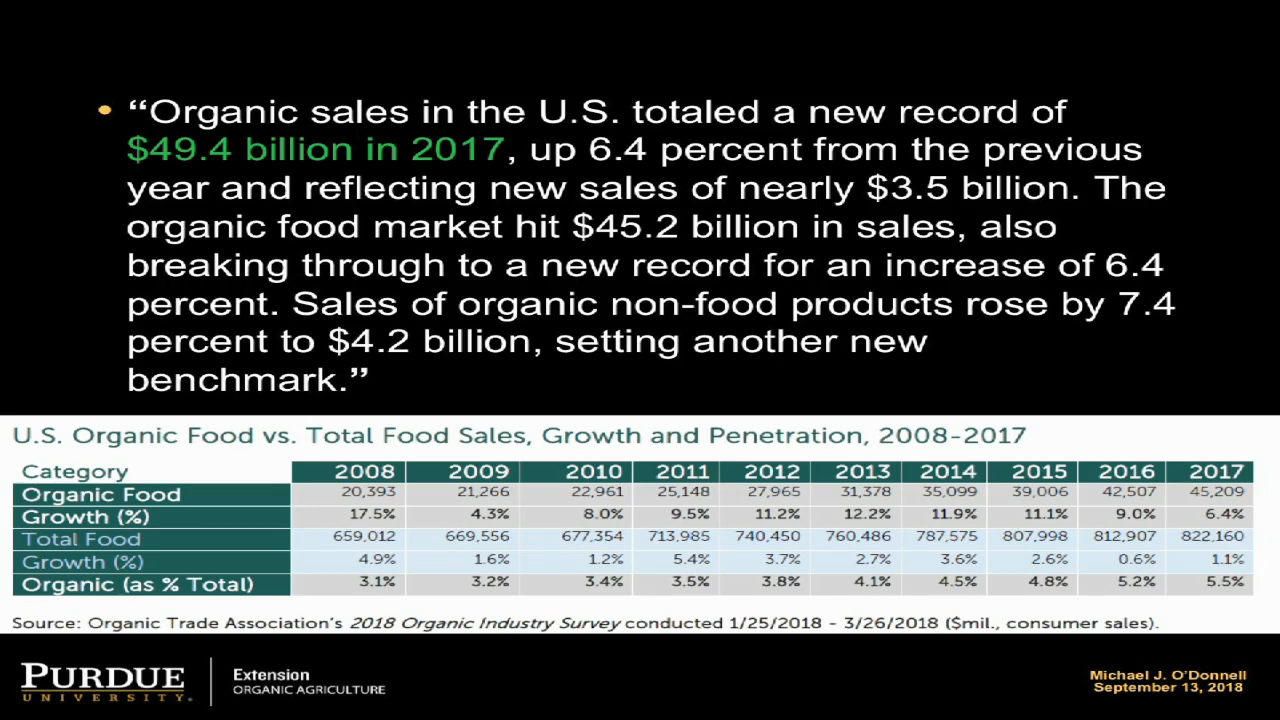 • “Organic sales in the U.S. totaled a new record of
$49.4 billion in 2017, up 6.4 percent from the previous
year and reflecting new sales of nearly $3.5 billion. The
organic food market hit $45.2 billion in sales, also
breaking through to a new record for an increase of 6.4
percent. Sales of organic non-food products rose by 7.4
percent to $4.2 billion, setting another new
benchmark.”
U.S. Organic Food vs. Total Food Sales, Growth and Penetration, 2008-2017
Category 2008 2009 2010 2011 2012 2013 2014 2015 2016 2017
Organic Food 20,393 21,266 22,961 25,148 27,965 31,378 35,099 39,006 42,507 45,209
Growth (%) 17.5% 4.3% 8.0% 9.5% 11.2% 12.2% 11.9% 11.1% 9.0% 6.4%
Total Food 659,012 669,556 677,354 713,985 740,450 760,486 787,575 807,998 812,907 822,160
Growth (%) 4.9% 1.6% 1.2% 5.4% 3.7% 2.7% 3.6% 2.6% 0.6% 1.1%
Organic (as % Total) 3.1% 3.2% 3.4% 3.5% 3.8% 4.1% 4.5% 4.8% 5.2% 5.5%
Source: Organic Trade Association's 2018 Organic Industry Survey conducted 1/25/2018 - 3/26/2018 ($mil., consumer sales).
PURDUE
UNIVERSITY
Extension
ORGANIC AGRICULTURE
Michael J. O'Donnell
September 13, 2018